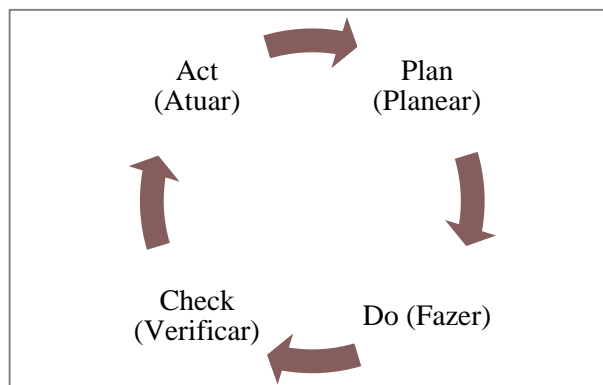 Act
(Atuar)
Plan
(Planear)
Do (Fazer)
Check
(Verificar)